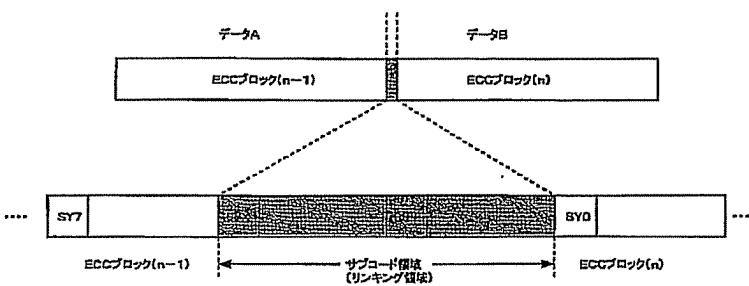 データA データB
ECCブロック(n−1) ECCブロック(n)
SY7 SY0
ECCブロック(n−1) サブコード領域 ECCブロック(n)
(リンキング領域)